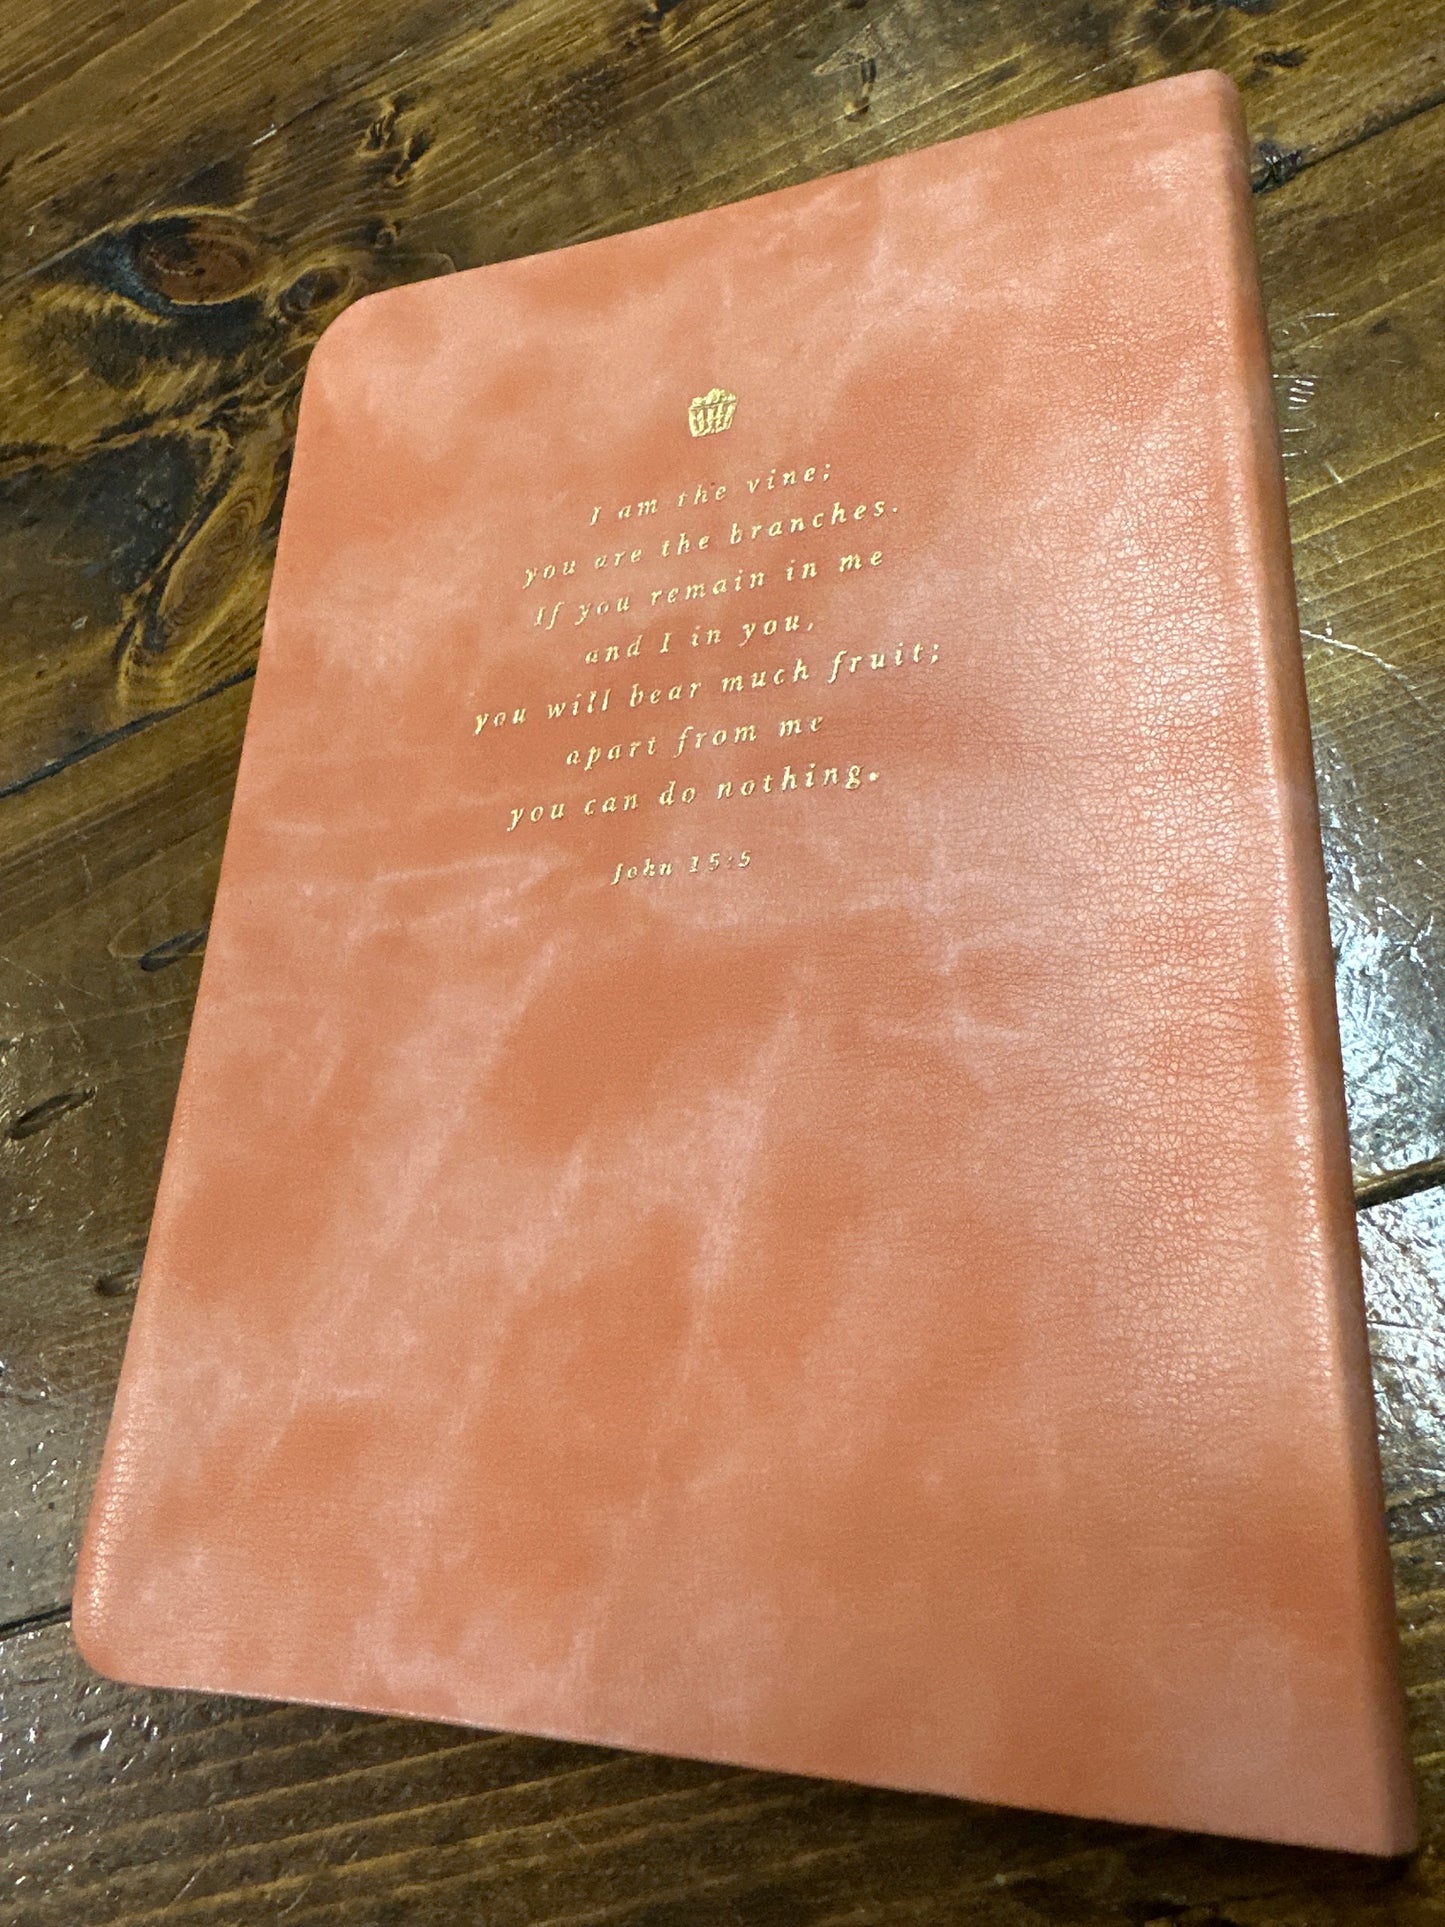 I am the vine;
you are the branches.
If you remain in me
and I in you,
you will bear much fruit;
apart from me
you can do nothing.
John 15:5